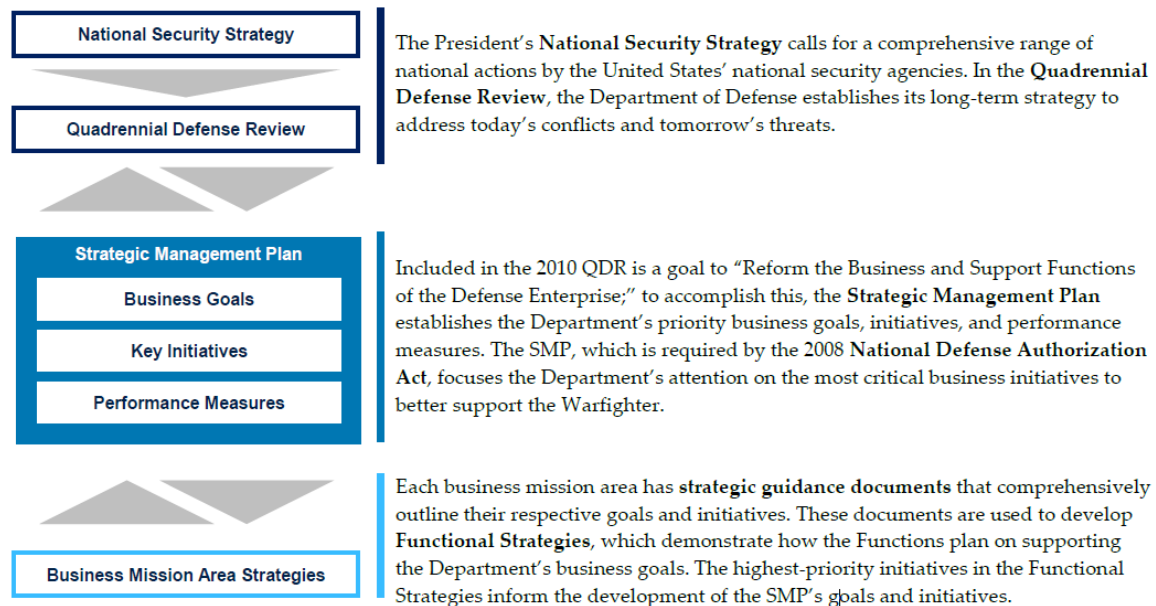 National Security Strategy
Quadrennial Defense Review
The President's National Security Strategy calls for a comprehensive range of
national actions by the United States' national security agencies. In the Quadrennial
Defense Review, the Department of Defense establishes its long-term strategy to
address today's conflicts and tomorrow's threats.
Strategic Management Plan
Business Goals
Key Initiatives
Performance Measures
Included in the 2010 QDR is a goal to “Reform the Business and Support Functions
of the Defense Enterprise;” to accomplish this, the Strategic Management Plan
establishes the Department's priority business goals, initiatives, and performance
measures. The SMP, which is required by the 2008 National Defense Authorization
Act, focuses the Department's attention on the most critical business initiatives to
better support the Warfighter.
Business Mission Area Strategies
Each business mission area has strategic guidance documents that comprehensively
outline their respective goals and initiatives. These documents are used to develop
Functional Strategies, which demonstrate how the Functions plan on supporting
the Department's business goals. The highest-priority initiatives in the Functional
Strategies inform the development of the SMP's goals and initiatives.